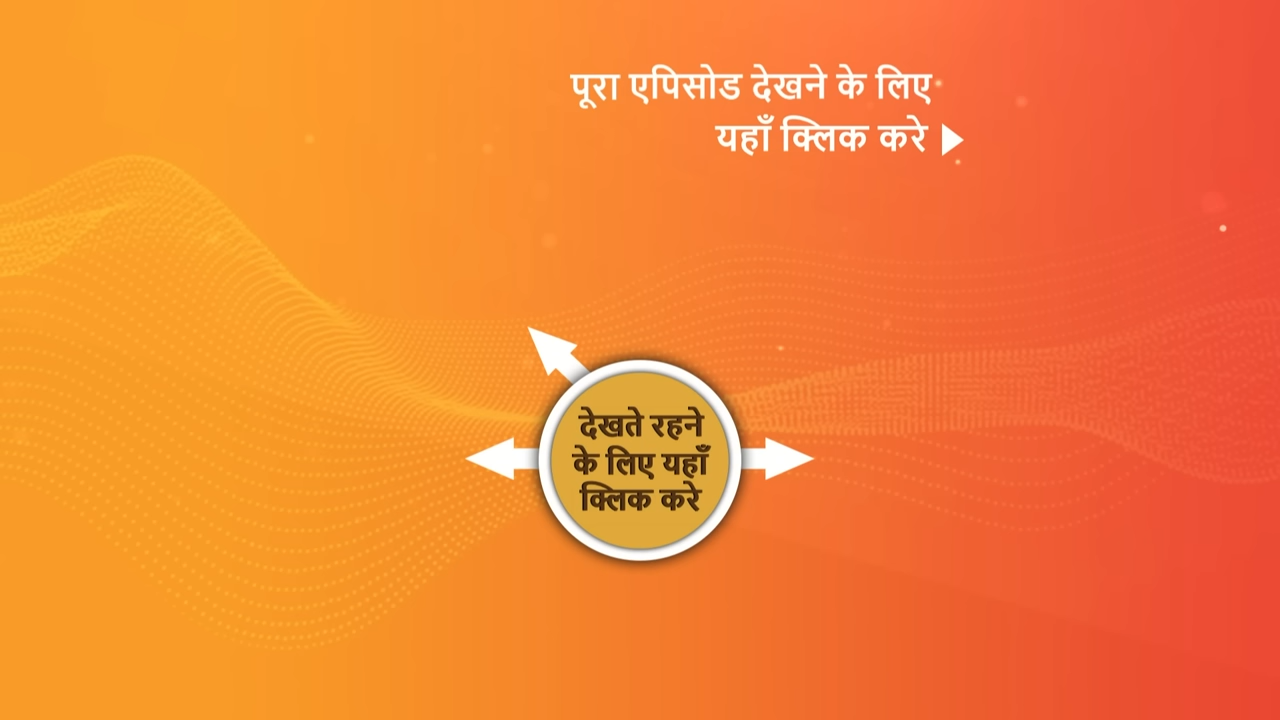 पूरा एपिसोड देखने के लिए
यहाँ क्लिक करे
देखते रहने
के लिए यहाँ
क्लिक करे